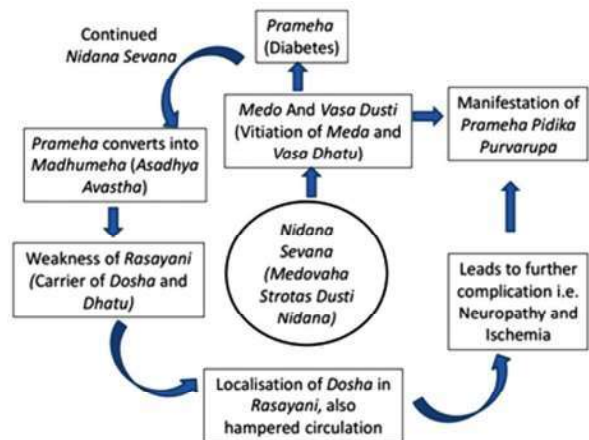 Continued
Nidana Sevana
Prameha
(Diabetes)
Medo And Vasa Dusti
(Vitiation of Meda and
Vasa Dhatu)
Manifestation of
Prameha Pidika
Purvarupa
Prameha converts into
Madhumeha (Asadhya
Avastha)
Nidana
Sevana
(Medovaha
Strotas Dusti
Nidana)
Weakness of Rasayani
(Carrier of Dosha and
Dhatu)
Leads to further
complication i.e.
Neuropathy and
Ischemia
Localisation of Dosha in
Rasayani, also
hampered circulation